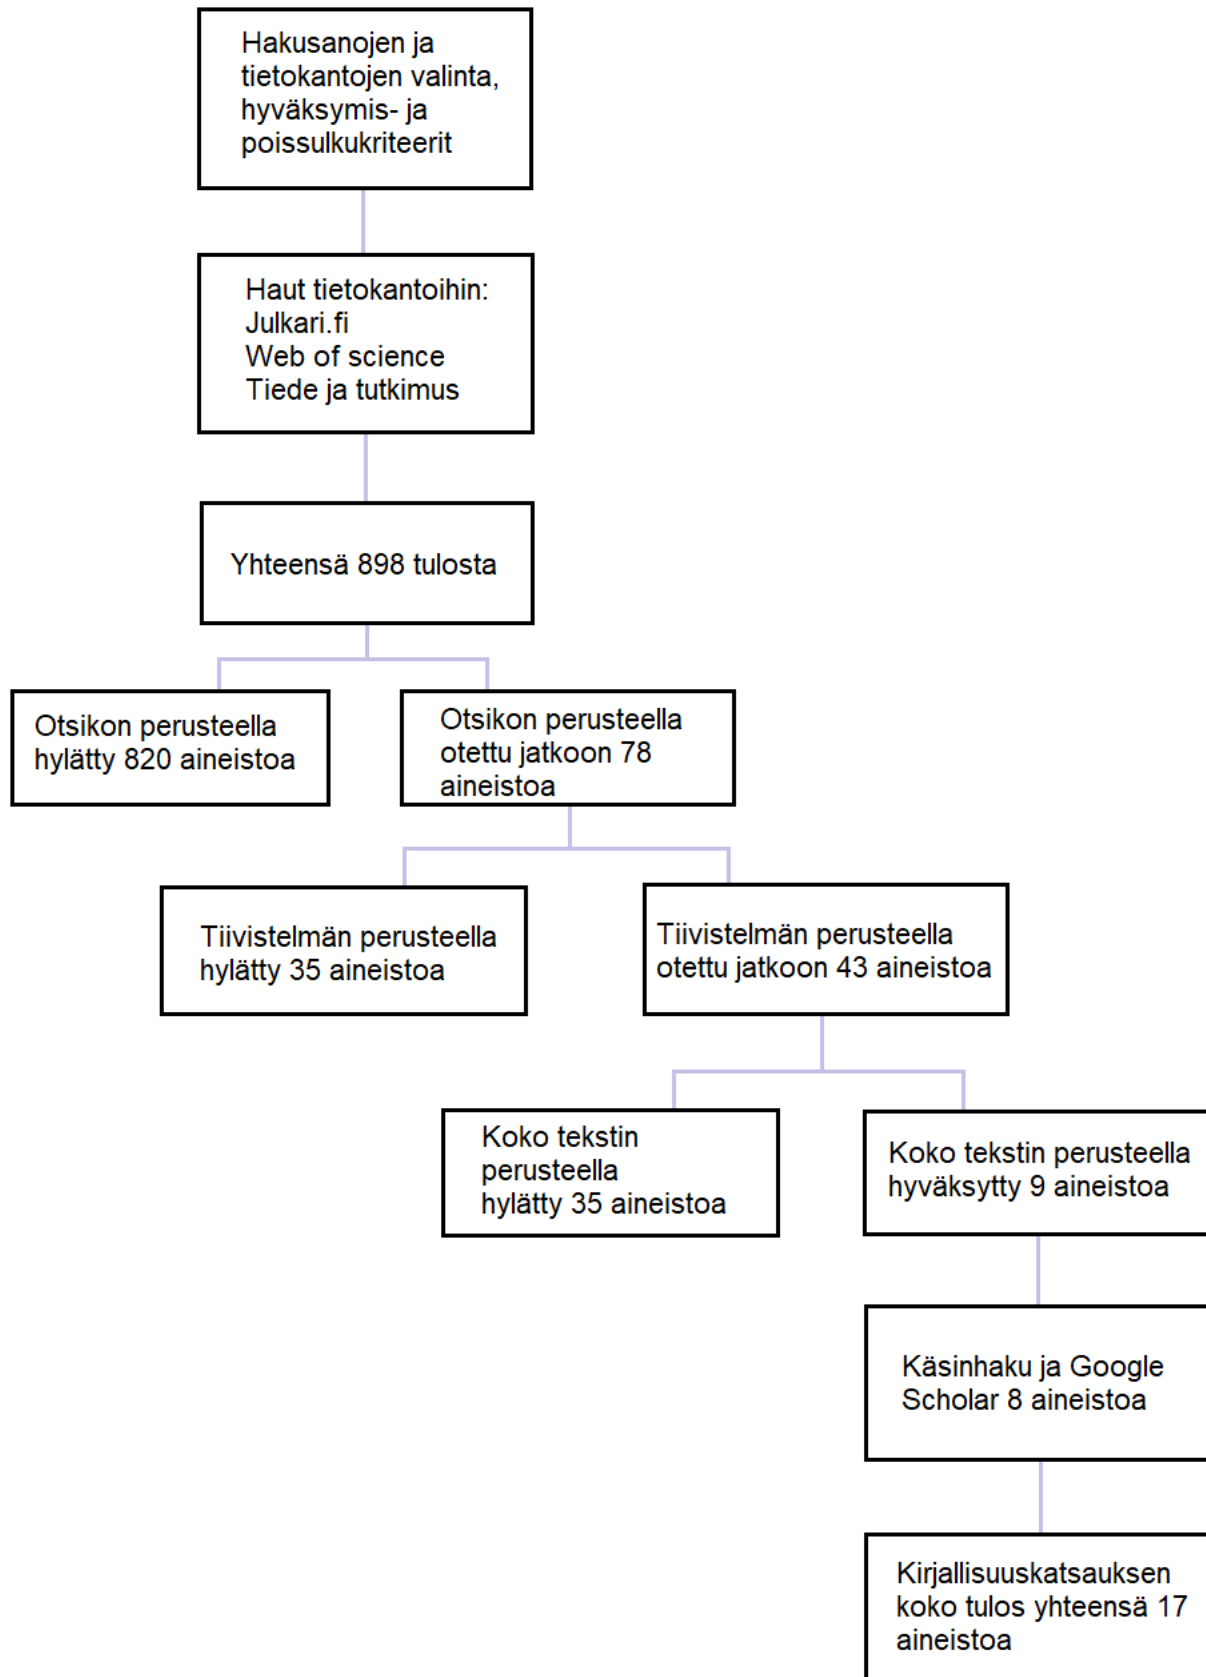 Hakusanojen ja
tietokantojen valinta,
hyväksymis- ja
poissulkukriteerit
Haut tietokantoihin:
Julkari.fi
Web of science
Tiede ja tutkimus
Yhteensä 898 tulosta
Otsikon perusteella
hylätty 820 aineistoa
Otsikon perusteella
otettu jatkoon 78
aineistoa
Tiivistelmän perusteella
hylätty 35 aineistoa
Tiivistelmän perusteella
otettu jatkoon 43 aineistoa
Koko tekstin
perusteella
hylätty 35 aineistoa
Koko tekstin perusteella
hyväksytty 9 aineistoa
Käsinhaku ja Google
Scholar 8 aineistoa
Kirjallisuuskatsauksen
koko tulos yhteensä 17
aineistoa